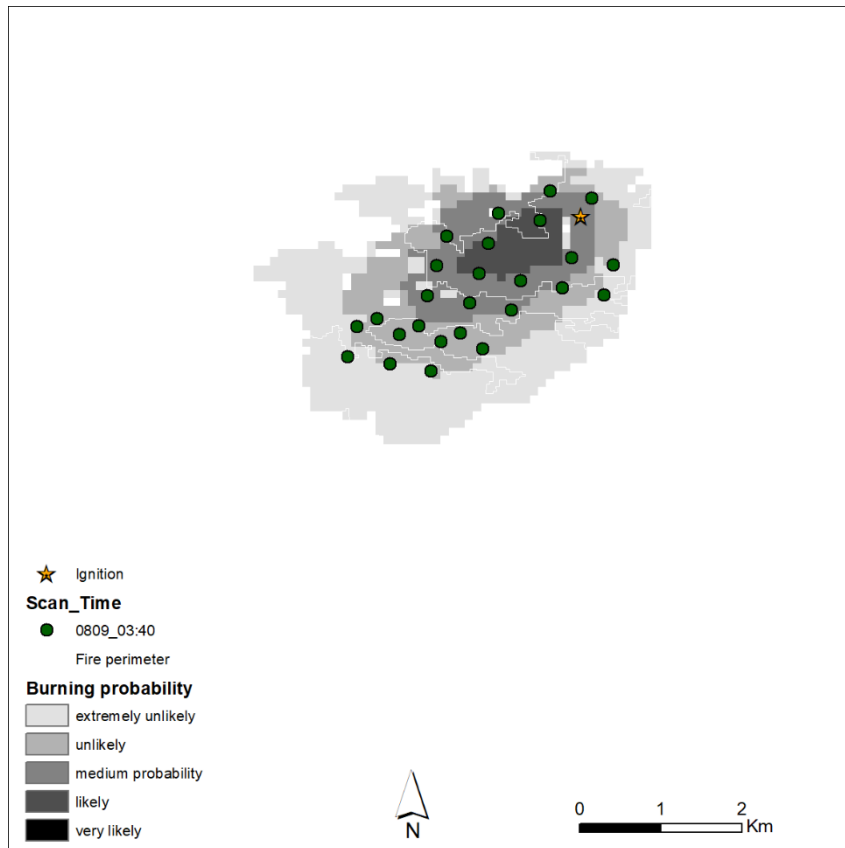 Ignition
Scan_Time
0809_03:40
Fire perimeter
Burning probability
extremely unlikely
unlikely
medium probability
likely
very likely
N
0 1 2
Km